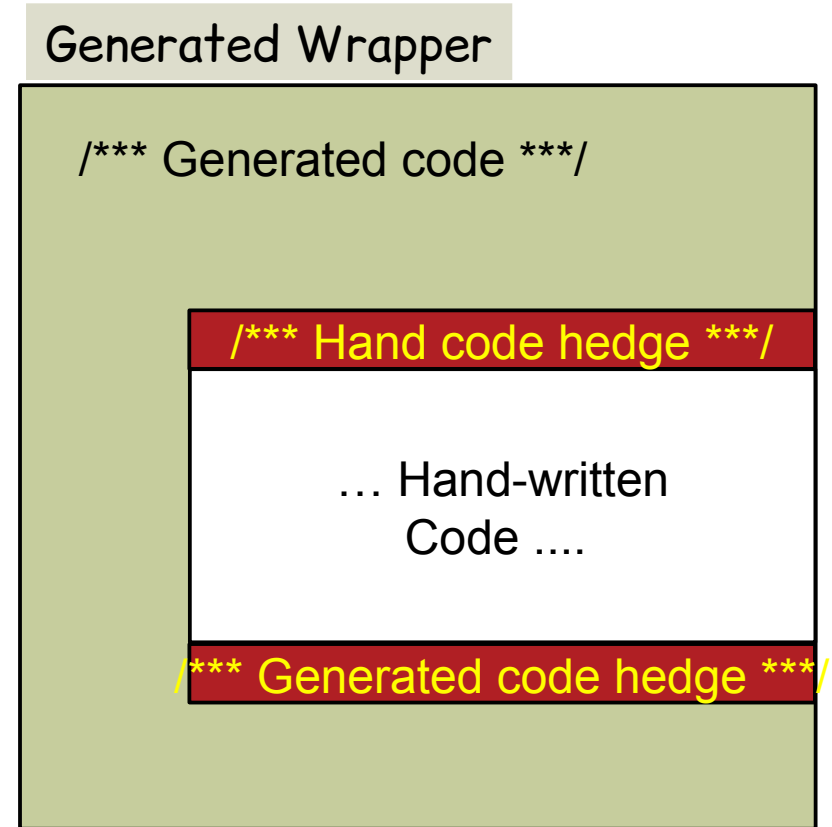 Generated Wrapper
/*** Generated code ***/
/*** Hand code hedge ***/
… Hand-written
Code ....
/*** Generated code hedge ***/